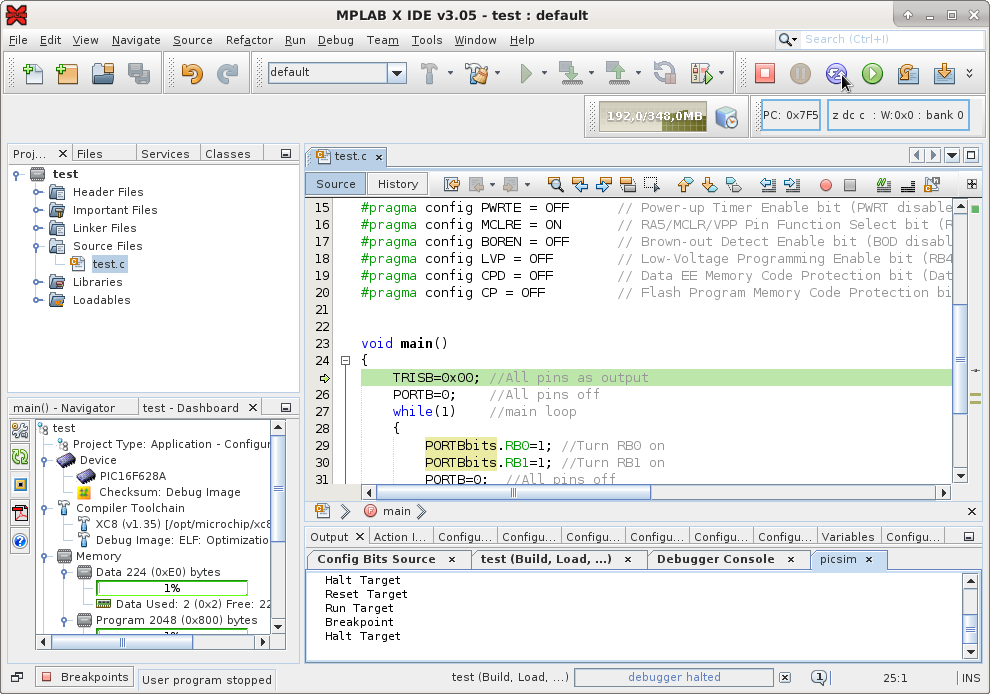 MPLAB X IDE v3.05 - test : default
File Edit View Navigate Source Refactor Run Debug Team Tools Window Help
Search (Ctrl+I)
default
192,0/348,0MB
PC: 0x7F5
z dc c : W:0x0 : bank 0
Proj... Files Services Classes
test
Header Files
Important Files
Linker Files
Source Files
test.c
Libraries
Loadables
main() - Navigator test - Dashboard
test
Project Type: Application - Configur
Device
PIC16F628A
Checksum: Debug Image
Compiler Toolchain
XC8 (v1.35) [/opt/microchip/xc8
Debug Image: ELF: Optimizatio
Memory
Data 224 (0xE0) bytes
1%
Data Used: 2 (0x2) Free: 22
Program 2048 (0x800) bytes
test.c
Source History
15 #pragma config PWRTE = OFF // Power-up Timer Enable bit (PWRT disable
16 #pragma config MCLRE = ON // RA5/MCLR/VPP Pin Function Select bit (R
17 #pragma config BOREN = OFF // Brown-out Detect Enable bit (BOD disabl
18 #pragma config LVP = OFF // Low-Voltage Programming Enable bit (RB4
19 #pragma config CPD = OFF // Data EE Memory Code Protection bit (Dat
20 #pragma config CP = OFF // Flash Program Memory Code Protection bi
21
22
23 void main()
24 {
TRISB=0x00; //All pins as output
26 PORTB=0; //All pins off
27 while(1) //main loop
28 {
29 PORTBbits.RB0=1; //Turn RB0 on
30 PORTBbits.RB1=1; //Turn RB1 on
31 PORTB=0; //All pins off
main
Output Action I... Configu... Configu... Configu... Configu... Configu... Configu... Variables Configu...
Config Bits Source test (Build, Load, ...) Debugger Console picsim
Halt Target
Reset Target
Run Target
Breakpoint
Halt Target
Breakpoints User program stopped test (Build, Load, ...) debugger halted 1 25:1 INS